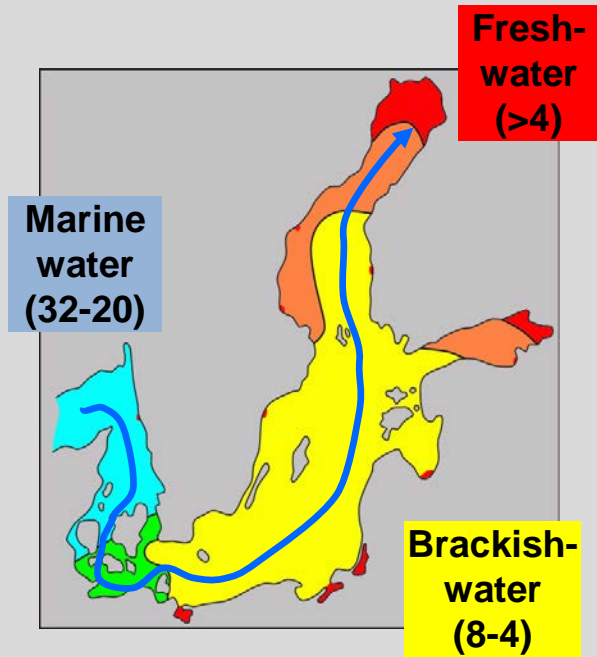 Fresh-
water
(>4)
Marine
water
(32-20)
Brackish-
water
(8-4)